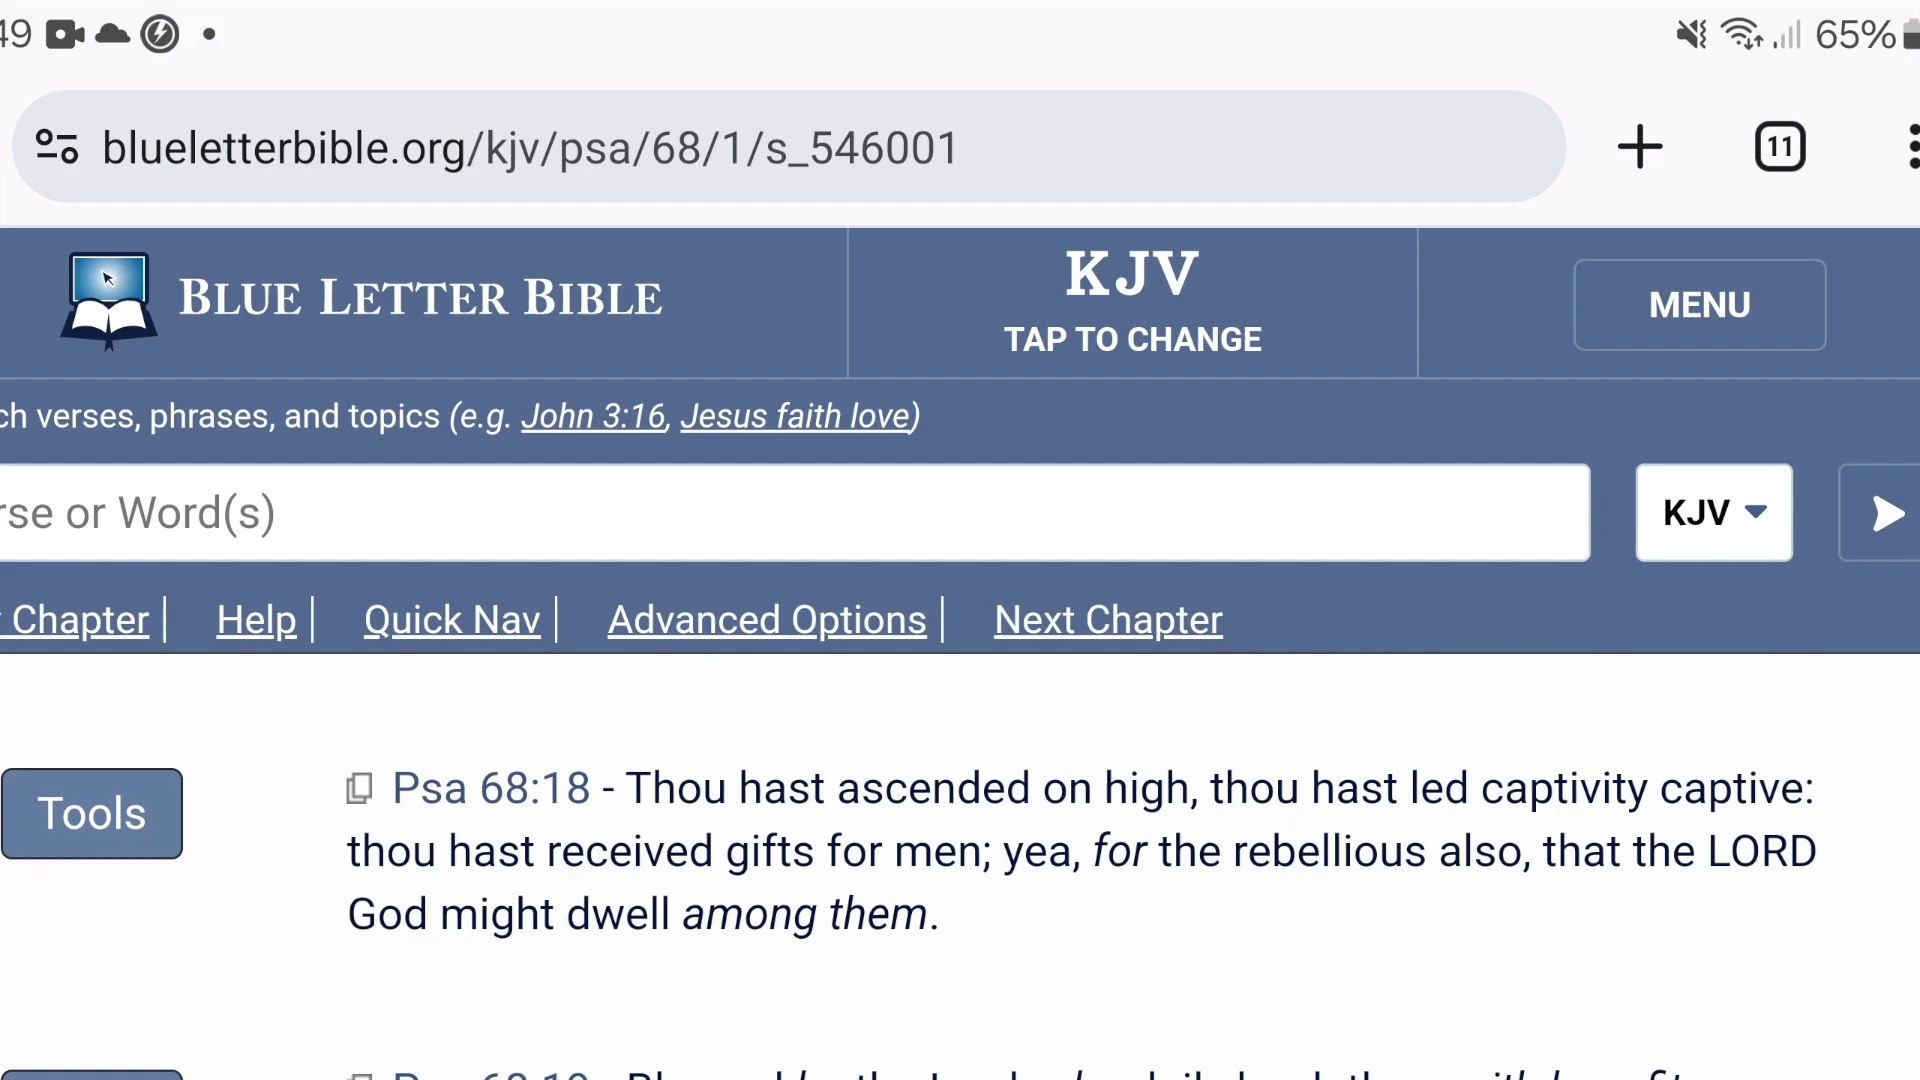 49 65%
blueletterbible.org/kjv/psa/68/1/s_546001
11
BLUE LETTER BIBLE
KJV
TAP TO CHANGE
MENU
ch verses, phrases, and topics (e.g. John 3:16, Jesus faith love)
rse or Word(s)
KJV
Chapter | Help | Quick Nav | Advanced Options | Next Chapter
Tools
Psa 68:18 - Thou hast ascended on high, thou hast led captivity captive:
thou hast received gifts for men; yea, for the rebellious also, that the LORD
God might dwell among them.